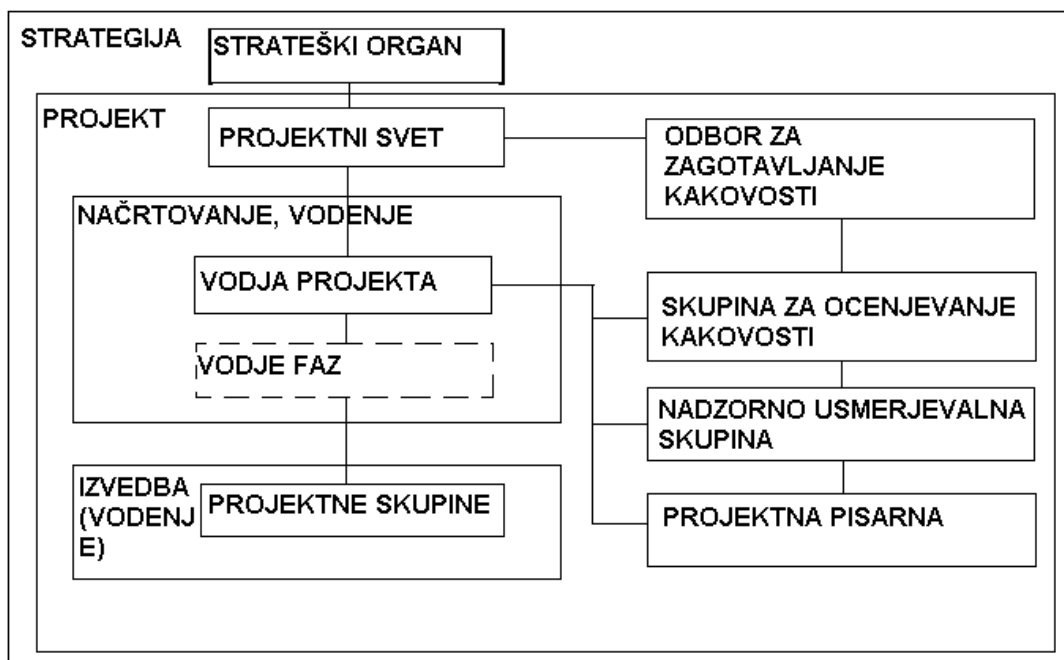 STRATEGIJA
STRATEŠKI ORGAN
PROJEKT
PROJEKTNI SVET
ODBOR ZA
ZAGOTAVLJANJE
KAKOVOSTI
NAČRTOVANJE, VODENJE
VODJA PROJEKTA
SKUPINA ZA OCENJEVANJE
KAKOVOSTI
VODJE FAZ
NADZORNO USMERJEVALNA
SKUPINA
IZVEDBA
(VODENJ
E)
PROJEKTNE SKUPINE
PROJEKTNA PISARNA